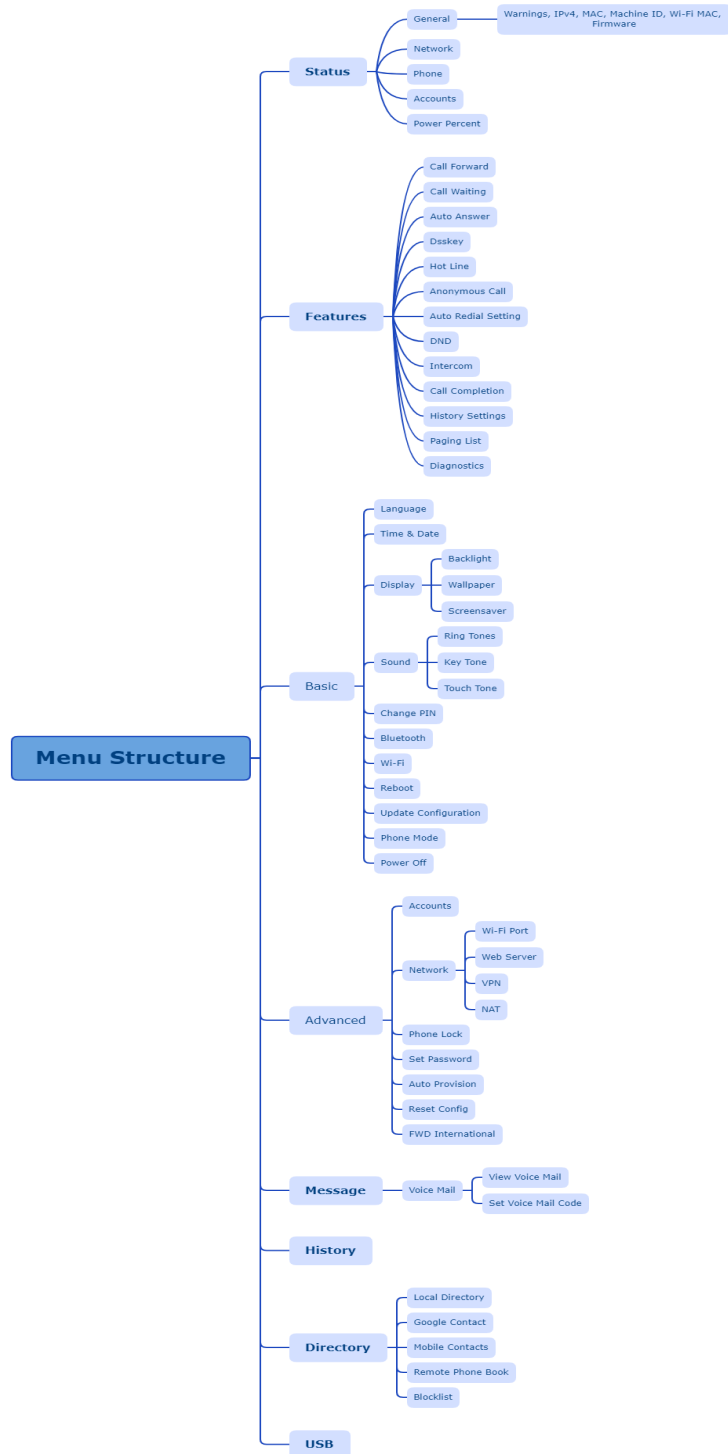 Menu Structure
Status
General
Warnings, IPv4, MAC, Machine ID, Wi-Fi MAC,
Firmware
Network
Phone
Accounts
Power Percent
Features
Call Forward
Call Waiting
Auto Answer
Dsskey
Hot Line
Anonymous Call
Auto Redial Setting
DND
Intercom
Call Completion
History Settings
Paging List
Diagnostics
Basic
Language
Time & Date
Display
Backlight
Wallpaper
Screensaver
Sound
Ring Tones
Key Tone
Touch Tone
Change PIN
Bluetooth
Wi-Fi
Reboot
Update Configuration
Phone Mode
Power Off
Advanced
Accounts
Network
Wi-Fi Port
Web Server
VPN
NAT
Phone Lock
Set Password
Auto Provision
Reset Config
FWD International
Message
Voice Mail
View Voice Mail
Set Voice Mail Code
History
Directory
Local Directory
Google Contact
Mobile Contacts
Remote Phone Book
Blocklist
USB